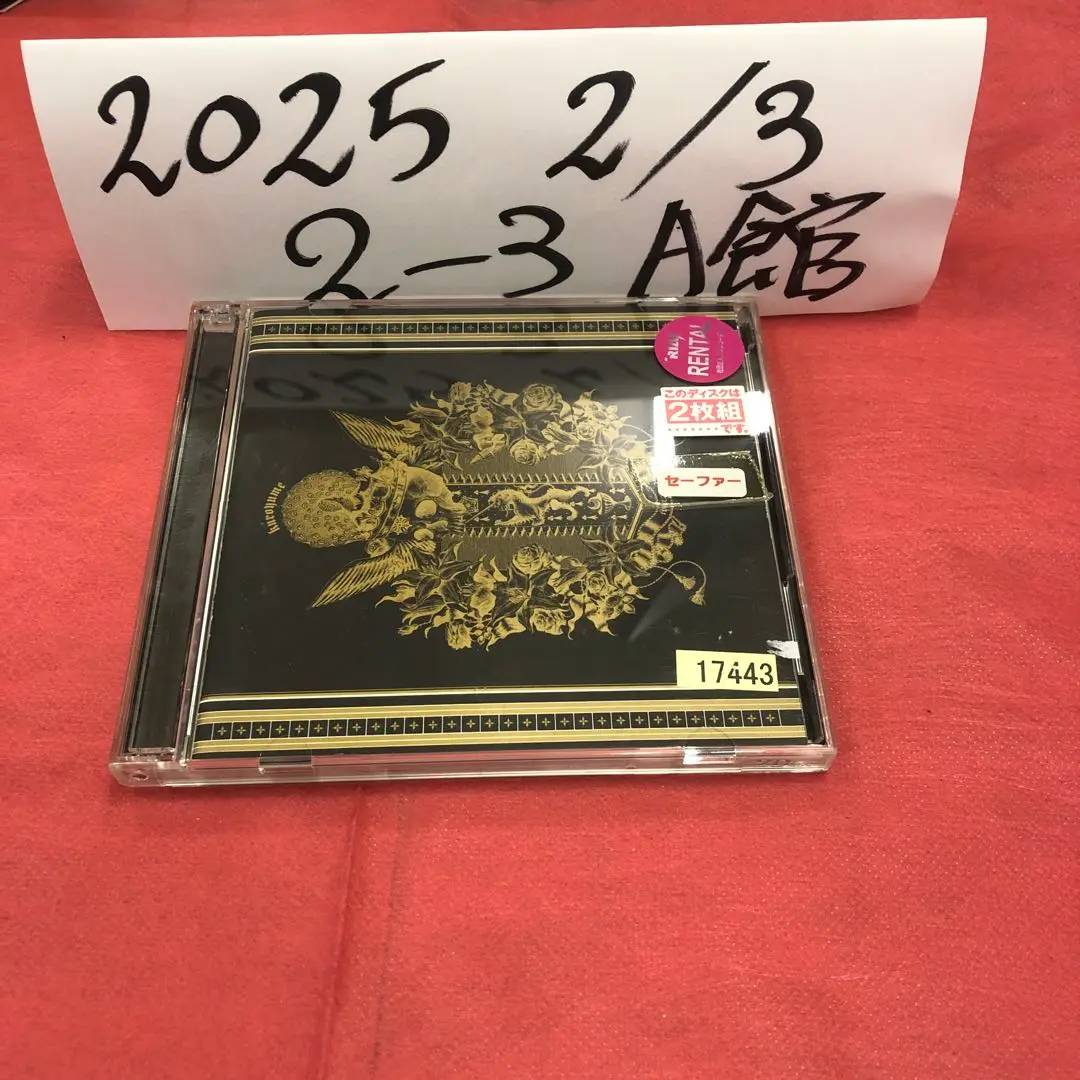 2025 2/3
2-3 A館
RENTAL
このディスクは
2枚組
です。
セーファー
kuroyume
17443